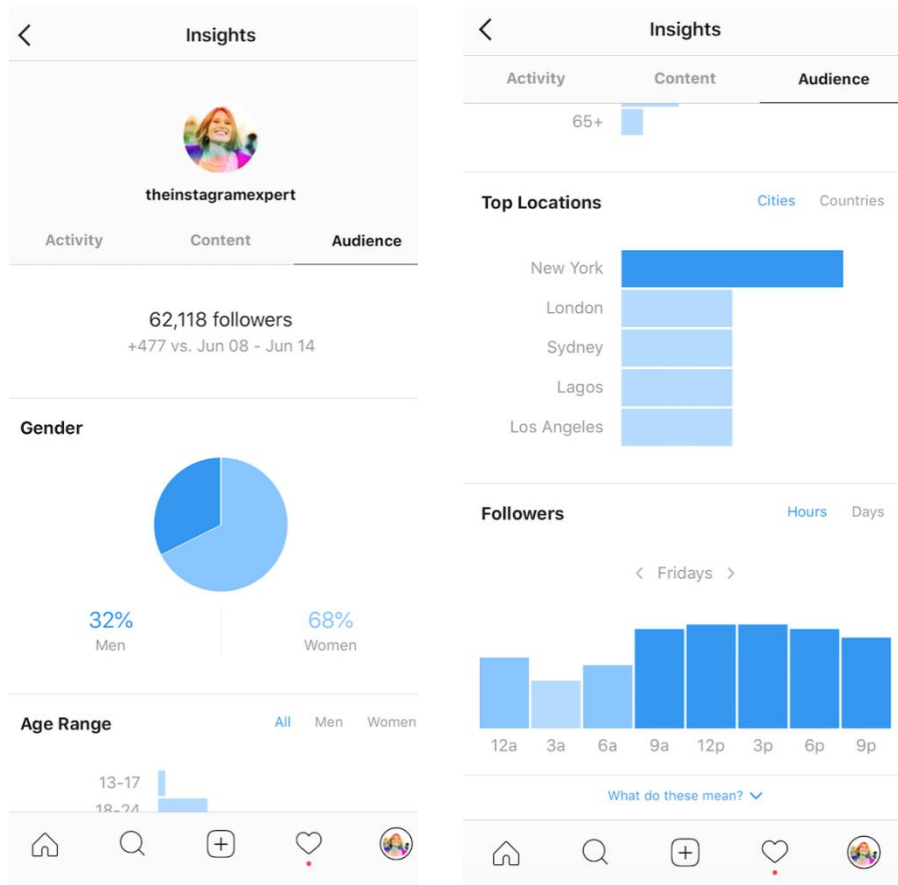 Insights
theinstagramexpert
Activity Content Audience
62,118 followers
+477 vs. Jun 08 - Jun 14
Gender
32% 68%
Men Women
Age Range All Men Women
13-17
18-24
Insights
Activity Content Audience
65+
Top Locations Cities Countries
New York
London
Sydney
Lagos
Los Angeles
Followers Hours Days
< Fridays >
12a 3a 6a 9a 12p 3p 6p 9p
What do these mean?